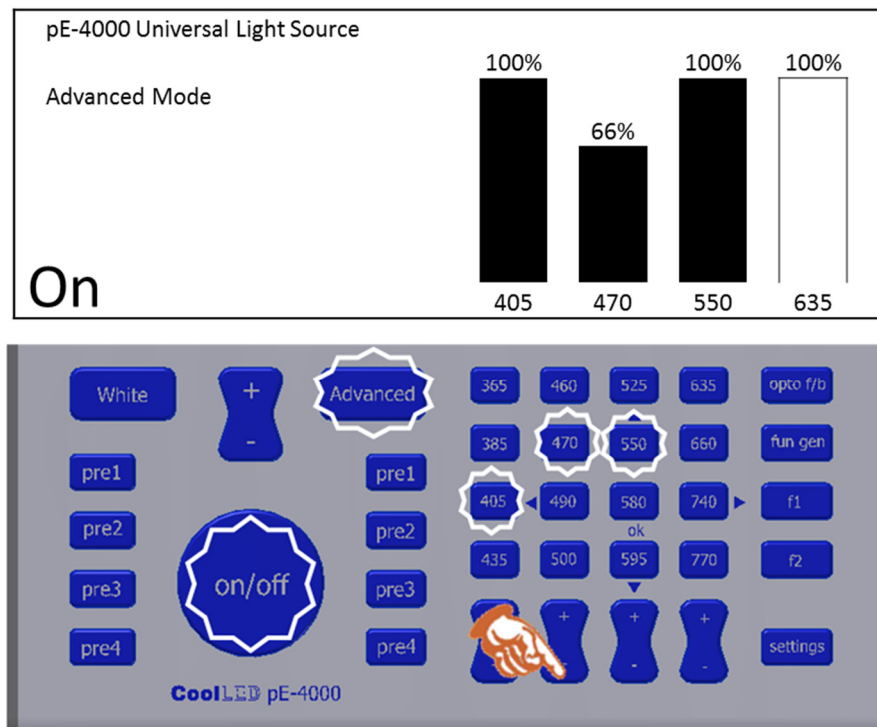 pE-4000 Universal Light Source
Advanced Mode
100% 100% 100%
66%
On
405 470 550 635
White + Advanced 365 460 525 635 opto f/b
-
385 470 550 660 fun gen
pre1 pre1
405 490 580 740 f1
pre2 pre2
ok
435 500 595 770 f2
on/off
pre3 pre3
+ + +
pre4 pre4 settings
- -
CoolLED pE-4000